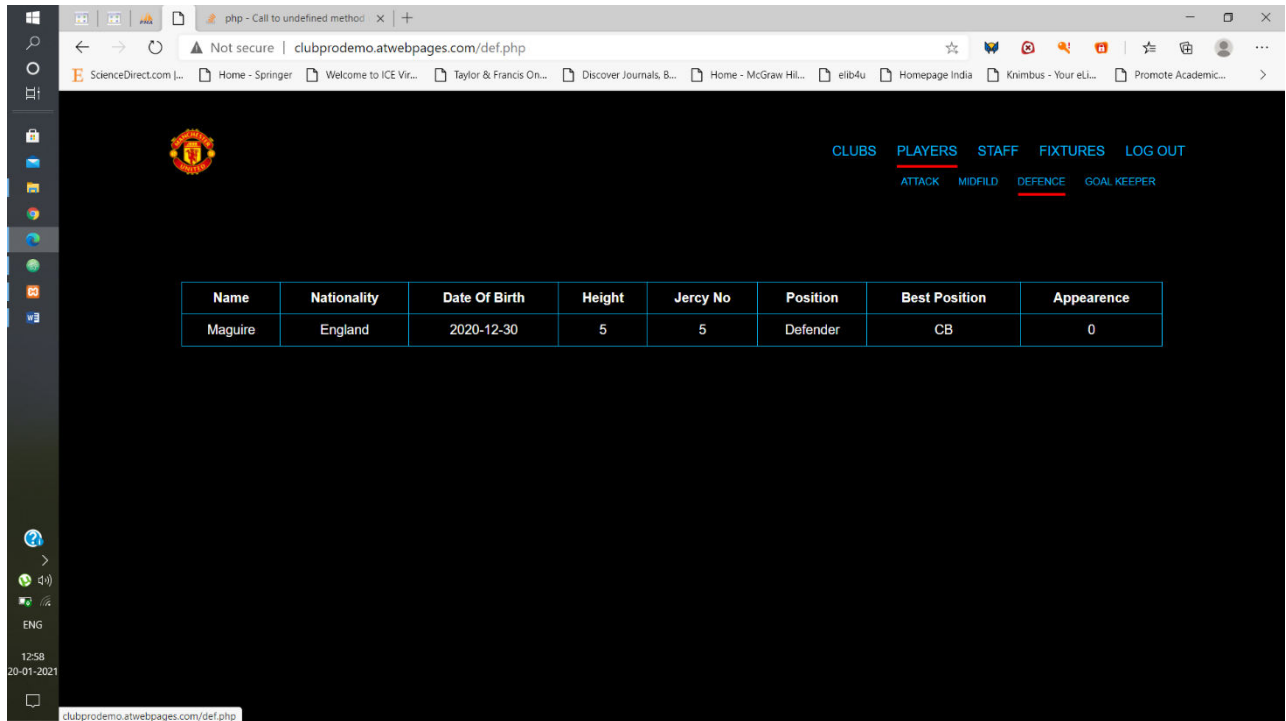 php - Call to undefined method
Not secure | clubprodemo.atwebpages.com/def.php
ScienceDirect.com |... Home - Springer Welcome to ICE Vir... Taylor & Francis On... Discover Journals, B... Home - McGraw Hil... elib4u Homepage India Knimbus - Your eLi... Promote Academic...
MANCHESTER
UNITED
CLUBS PLAYERS STAFF FIXTURES LOG OUT
ATTACK MIDFILD DEFENCE GOAL KEEPER
Name Nationality Date Of Birth Height Jercy No Position Best Position Appearence
Maguire England 2020-12-30 5 5 Defender CB 0
ENG
12:58
20-01-2021
clubprodemo.atwebpages.com/def.php